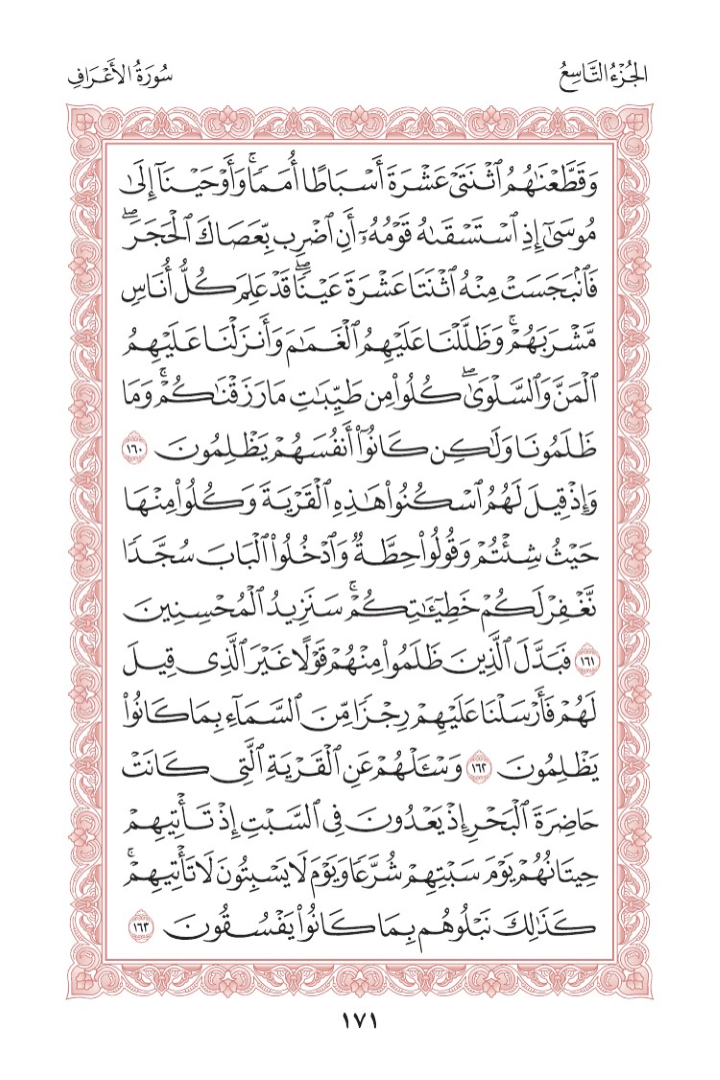 الجُزْءُ التَّاسِعُ
سُورَةُ الأَعْرَافِ
وَقَطَّعْنَٰهُمُ ٱثْنَتَىْ عَشْرَةَ أَسْبَاطًا أُمَمًاۚ وَأَوْحَيْنَآ إِلَىٰ
مُوسَىٰٓ إِذِ ٱسْتَسْقَىٰهُ قَوْمُهُۥٓ أَنِ ٱضْرِب بِّعَصَاكَ ٱلْحَجَرَۖ
فَٱنۢبَجَسَتْ مِنْهُ ٱثْنَتَا عَشْرَةَ عَيْنًاۖ قَدْ عَلِمَ كُلُّ أُنَاسٍ
مَّشْرَبَهُمْۚ وَظَلَّلْنَا عَلَيْهِمُ ٱلْغَمَٰمَ وَأَنزَلْنَا عَلَيْهِمُ
ٱلْمَنَّ وَٱلسَّلْوَىٰۖ كُلُوا۟ مِن طَيِّبَٰتِ مَا رَزَقْنَٰكُمْۚ وَمَا
ظَلَمُونَا وَلَٰكِن كَانُوٓا۟ أَنفُسَهُمْ يَظْلِمُونَ ١٦٠
وَإِذْ قِيلَ لَهُمُ ٱسْكُنُوا۟ هَٰذِهِ ٱلْقَرْيَةَ وَكُلُوا۟ مِنْهَا
حَيْثُ شِئْتُمْ وَقُولُوا۟ حِطَّةٌ وَٱدْخُلُوا۟ ٱلْبَابَ سُجَّدًا
نَّغْفِرْ لَكُمْ خَطِيٓـَٰٔتِكُمْۚ سَنَزِيدُ ٱلْمُحْسِنِينَ
١٦١ فَبَدَّلَ ٱلَّذِينَ ظَلَمُوا۟ مِنْهُمْ قَوْلًا غَيْرَ ٱلَّذِى قِيلَ
لَهُمْ فَأَرْسَلْنَا عَلَيْهِمْ رِجْزًا مِّنَ ٱلسَّمَآءِ بِمَا كَانُوا۟
يَظْلِمُونَ ١٦٢ وَسْـَٔلْهُمْ عَنِ ٱلْقَرْيَةِ ٱلَّتِى كَانَتْ
حَاضِرَةَ ٱلْبَحْرِ إِذْ يَعْدُونَ فِى ٱلسَّبْتِ إِذْ تَأْتِيهِمْ
حِيتَانُهُمْ يَوْمَ سَبْتِهِمْ شُرَّعًا وَيَوْمَ لَا يَسْبِتُونَ لَا تَأْتِيهِمْۚ
كَذَٰلِكَ نَبْلُوهُم بِمَا كَانُوا۟ يَفْسُقُونَ ١٦٣
١٧١